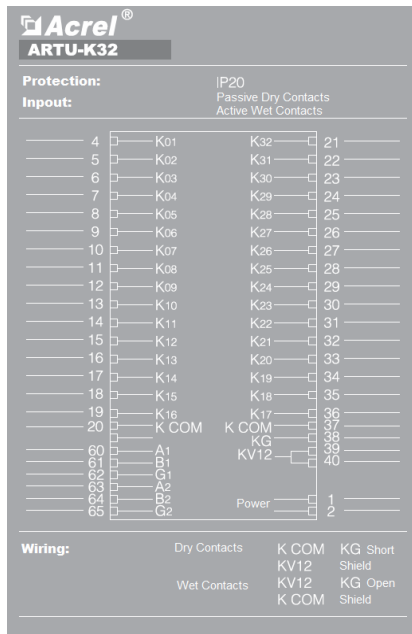 Acrel®
ARTU-K32
Protection: IP20
Inpout: Passive Dry Contacts
Active Wet Contacts
4 K01 K32 21
5 K02 K31 22
6 K03 K30 23
7 K04 K29 24
8 K05 K28 25
9 K06 K27 26
10 K07 K26 27
11 K08 K25 28
12 K09 K24 29
13 K10 K23 30
14 K11 K22 31
15 K12 K21 32
16 K13 K20 33
17 K14 K19 34
18 K15 K18 35
19 K16 K17 36
20 K COM K COM 37
KG 38
60 A1 KV12 39
61 B1 40
62 G1
63 A2
64 B2 Power 1
65 G2 2
Wiring: Dry Contacts K COM KG Short
KV12 Shield
Wet Contacts KV12 KG Open
K COM Shield